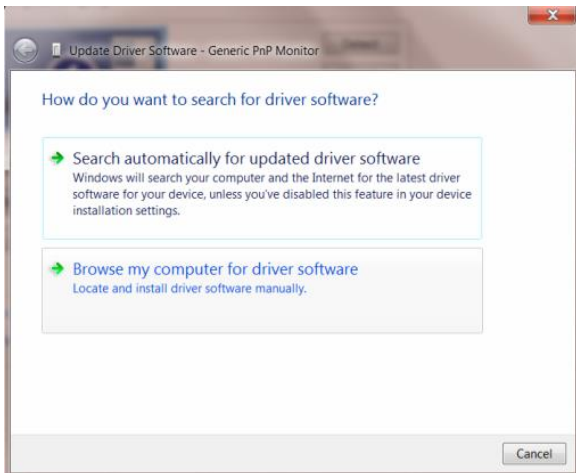 Update Driver Software - Generic PnP Monitor
How do you want to search for driver software?
Search automatically for updated driver software
Windows will search your computer and the Internet for the latest driver
software for your device, unless you've disabled this feature in your device
installation settings.
Browse my computer for driver software
Locate and install driver software manually.
Cancel